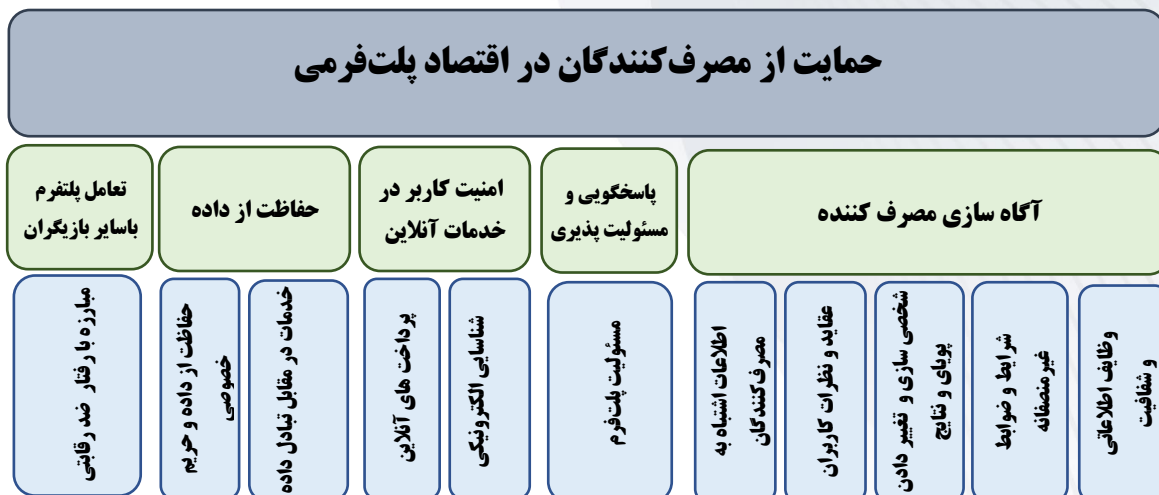 حمایت از مصرف‌کنندگان در اقتصاد پلت‌فرمی
آگاه سازی مصرف کننده
پاسخگویی و
مسئولیت پذیری
امنیت کاربر در
خدمات آنلاین
حفاظت از داده
تعامل پلتفرم
باسایر بازیگران
وظایف اطلاعاتی
و شفافیت
شرایط و ضوابط
غیرمنصفانه
شخصی سازی و تغییر دادن
پویای و نتایج
عقاید و نظرات کاربران
اطلاعات اشتباه به
مصرف‌کنندگان
مسئولیت پلت‌فرم
شناسایی الکترونیکی
پرداخت های آنلاین
خدمات در مقابل تبادل داده
حفاظت از داده و حریم
خصوصی
مبارزه با رفتار ضد رقابتی